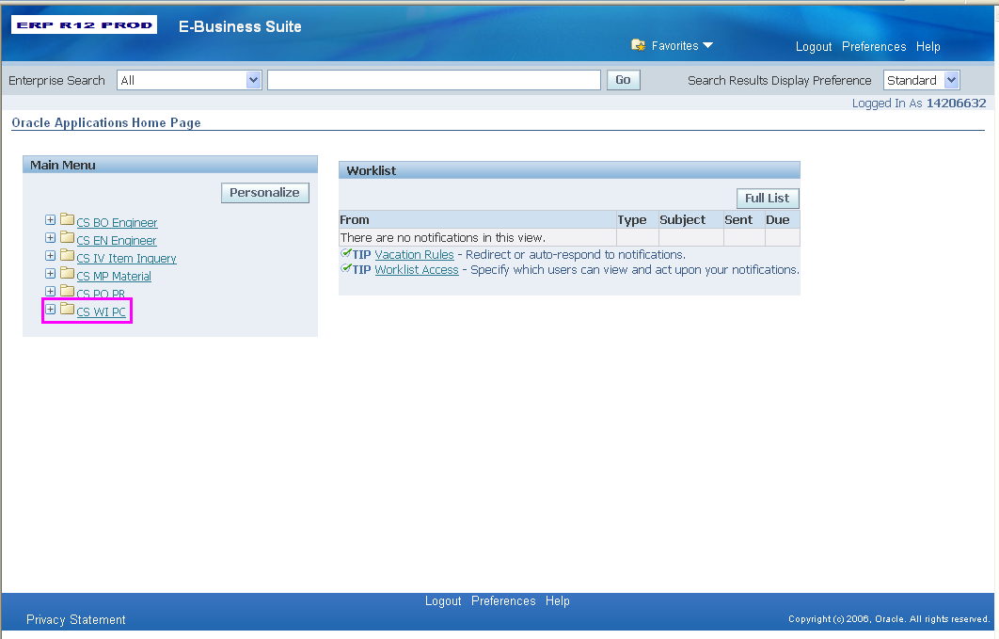 ERP R12 PROD
E-Business Suite
Favorites
Logout Preferences Help
Enterprise Search All Go Search Results Display Preference Standard
Logged In As 14206632
Oracle Applications Home Page
Main Menu
Personalize
CS BO Engineer
CS EN Engineer
CS IV Item Inquery
CS MP Material
CS PO PR
CS WI PC
Worklist
Full List
From Type Subject Sent Due
There are no notifications in this view.
TIP Vacation Rules - Redirect or auto-respond to notifications.
TIP Worklist Access - Specify which users can view and act upon your notifications.
Logout Preferences Help
Privacy Statement
Copyright (c) 2006, Oracle. All rights reserved.